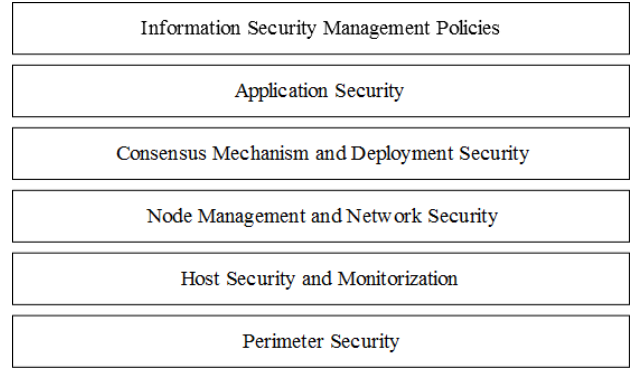 Information Security Management Policies
Application Security
Consensus Mechanism and Deployment Security
Node Management and Network Security
Host Security and Monitorization
Perimeter Security